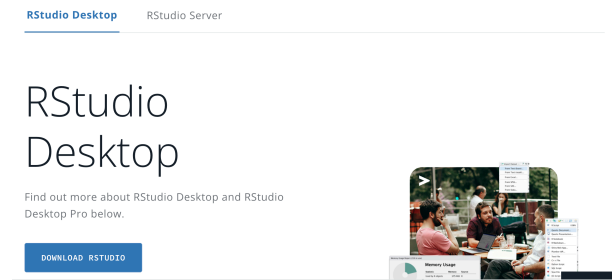 RStudio Desktop
RStudio Server
RStudio
Desktop
Find out more about RStudio Desktop and RStudio
Desktop Pro below.
DOWNLOAD RSTUDIO
Memory Usage